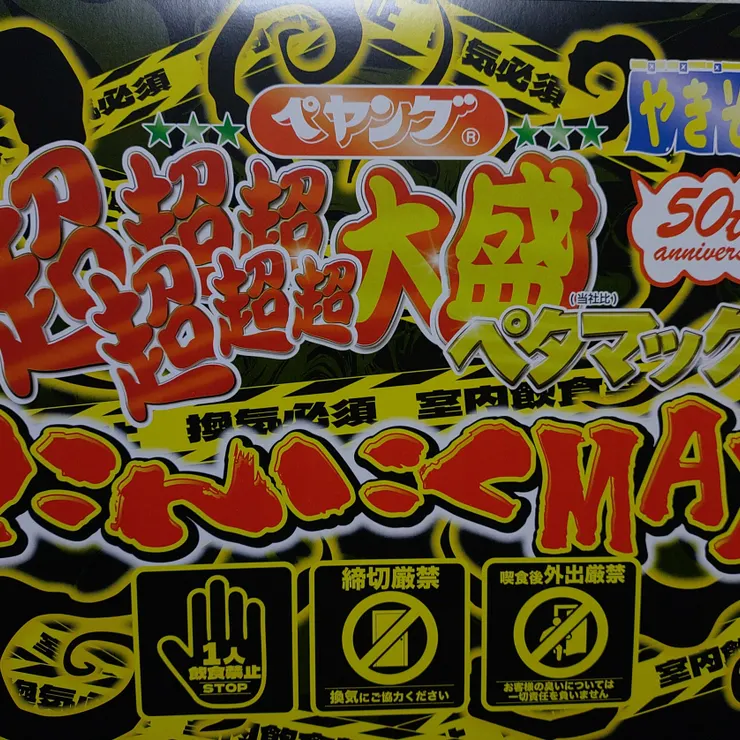 気必須
気必須
ペヤング®
やきそ
50t
annivers
超超超
超超超大盛
(当社比)
ペタマック
換気必須 室内飲食
にんにくMAX
1人
飲食禁止
STOP
締切厳禁
換気にご協力ください
喫食後外出厳禁
お客様の臭いについては
一切責任を負いません
室内飲